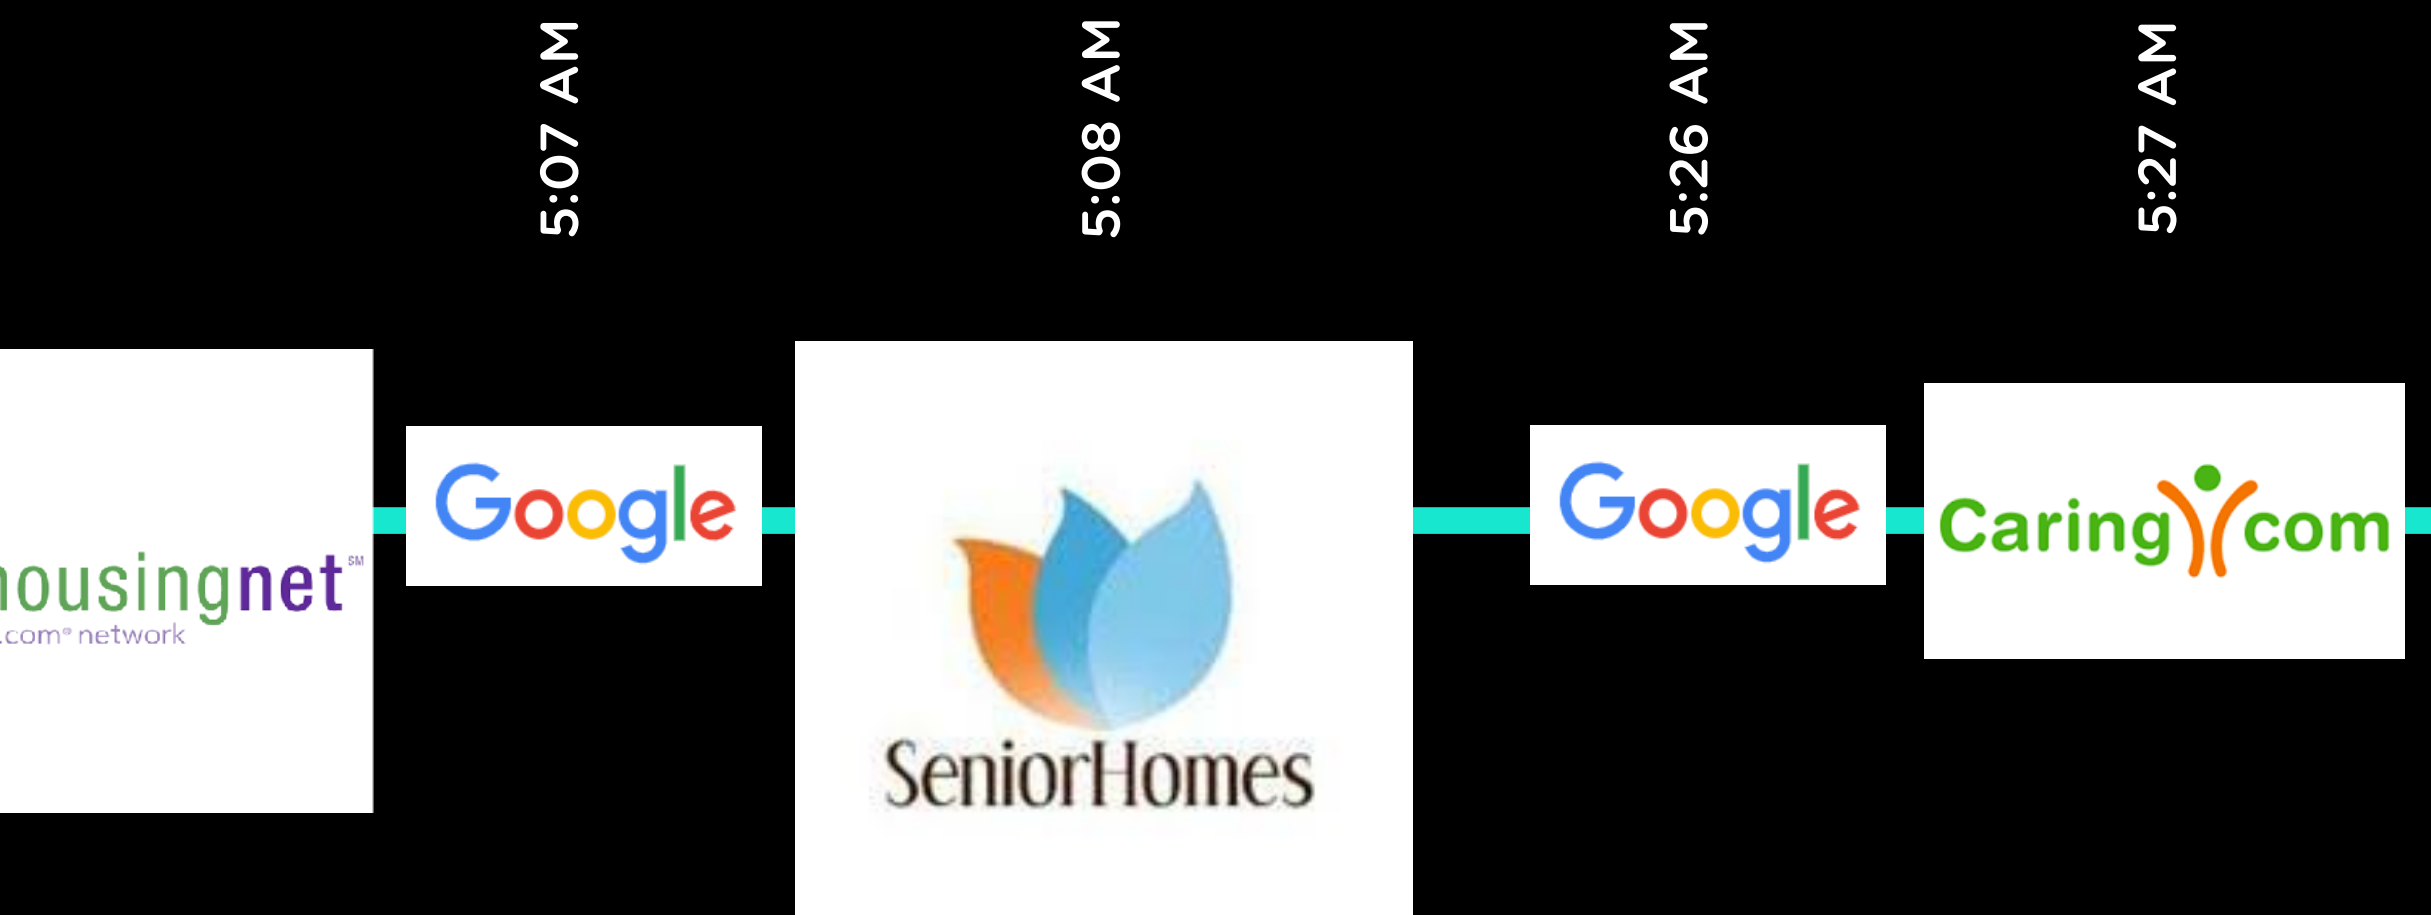 5:07 AM
5:08 AM
5:26 AM
5:27 AM
housingnet℠
.com® network
Google
SeniorHomes
Google
Caring com